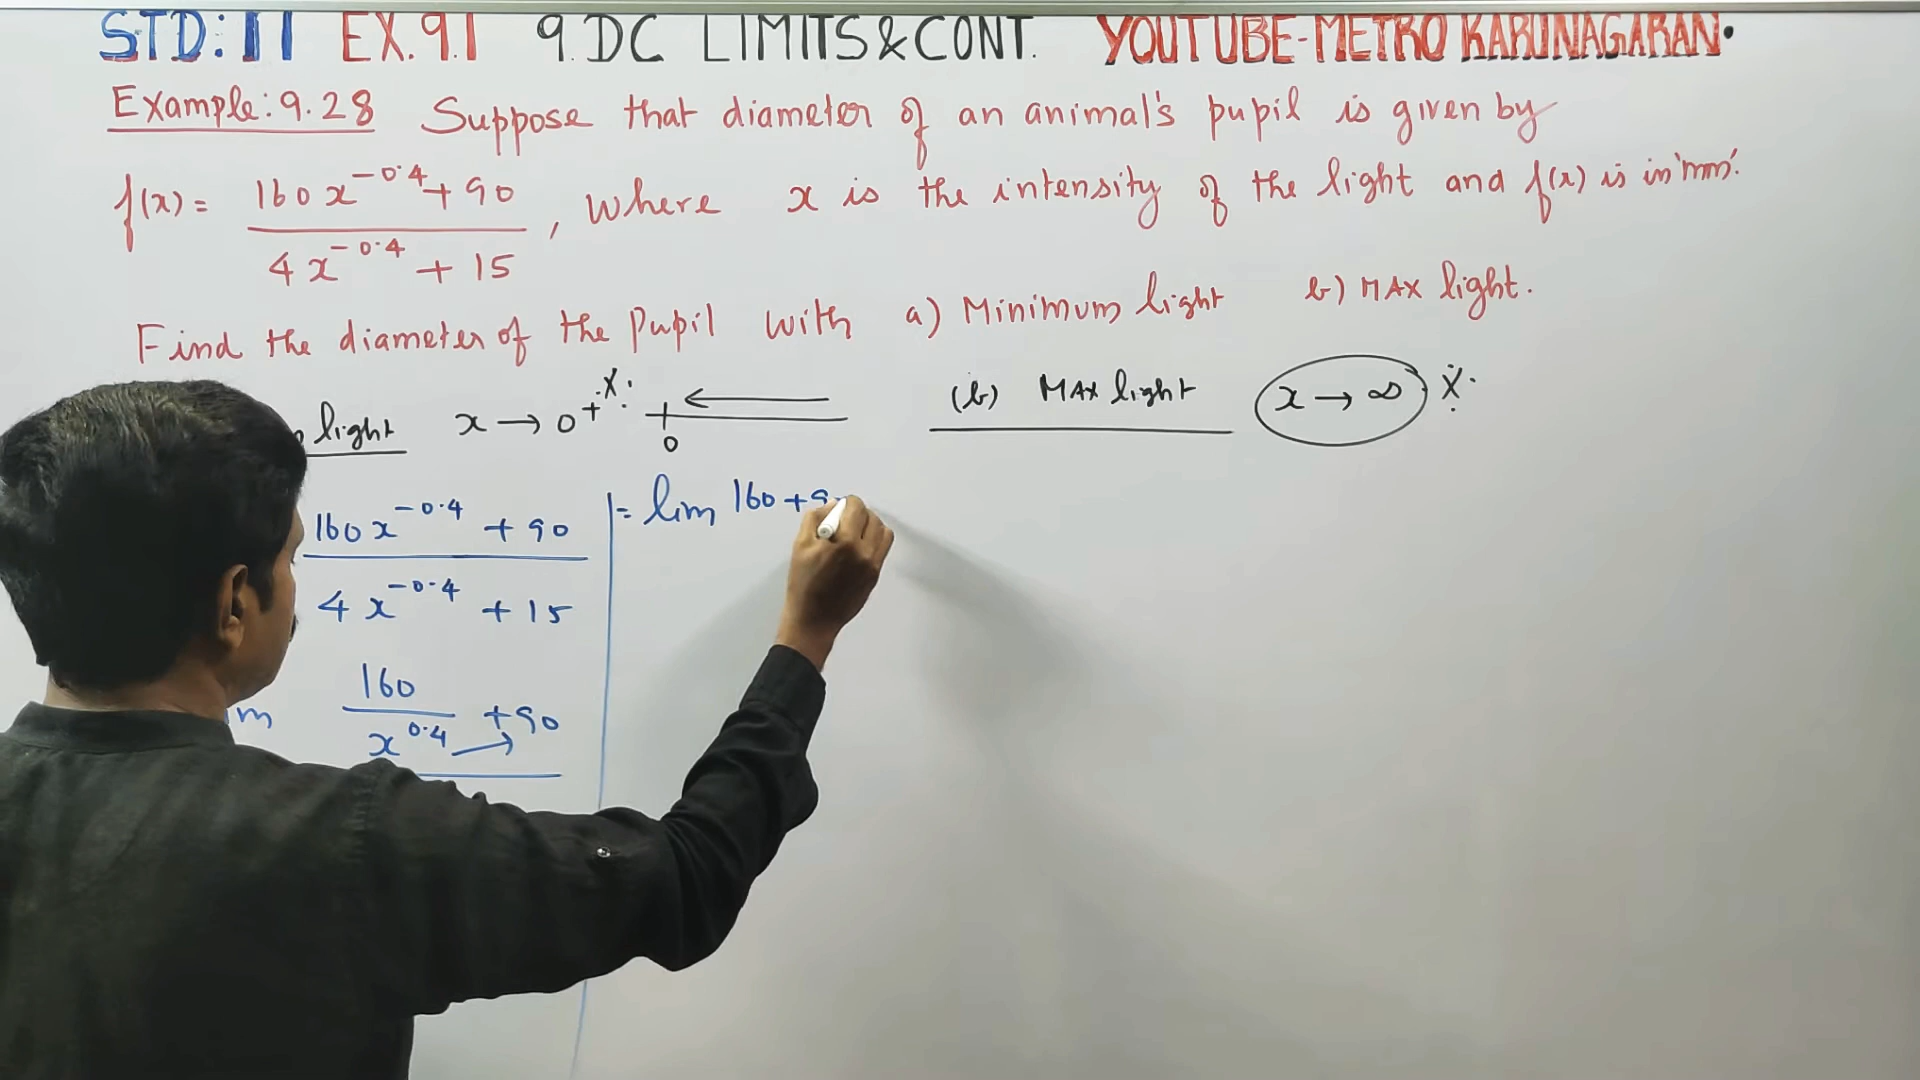 STD:11 EX.9.1 9.DC LIMITS&CONT. YOUTUBE-METRO KARUNAGARAN.
Example:9.28 Suppose that diameter of an animal's pupil is given by
f(x) = 160x^-0.4 + 90 / 4x^-0.4 + 15, where x is the intensity of the light and f(x) is in 'mm'.
Find the diameter of the Pupil with a) Minimum light b) MAX light.
light x → 0+ X
0
(b) MAX light x → ∞ X
160x^-0.4 + 90
4x^-0.4 + 15
160
x^0.4 +90
= lim 160 +